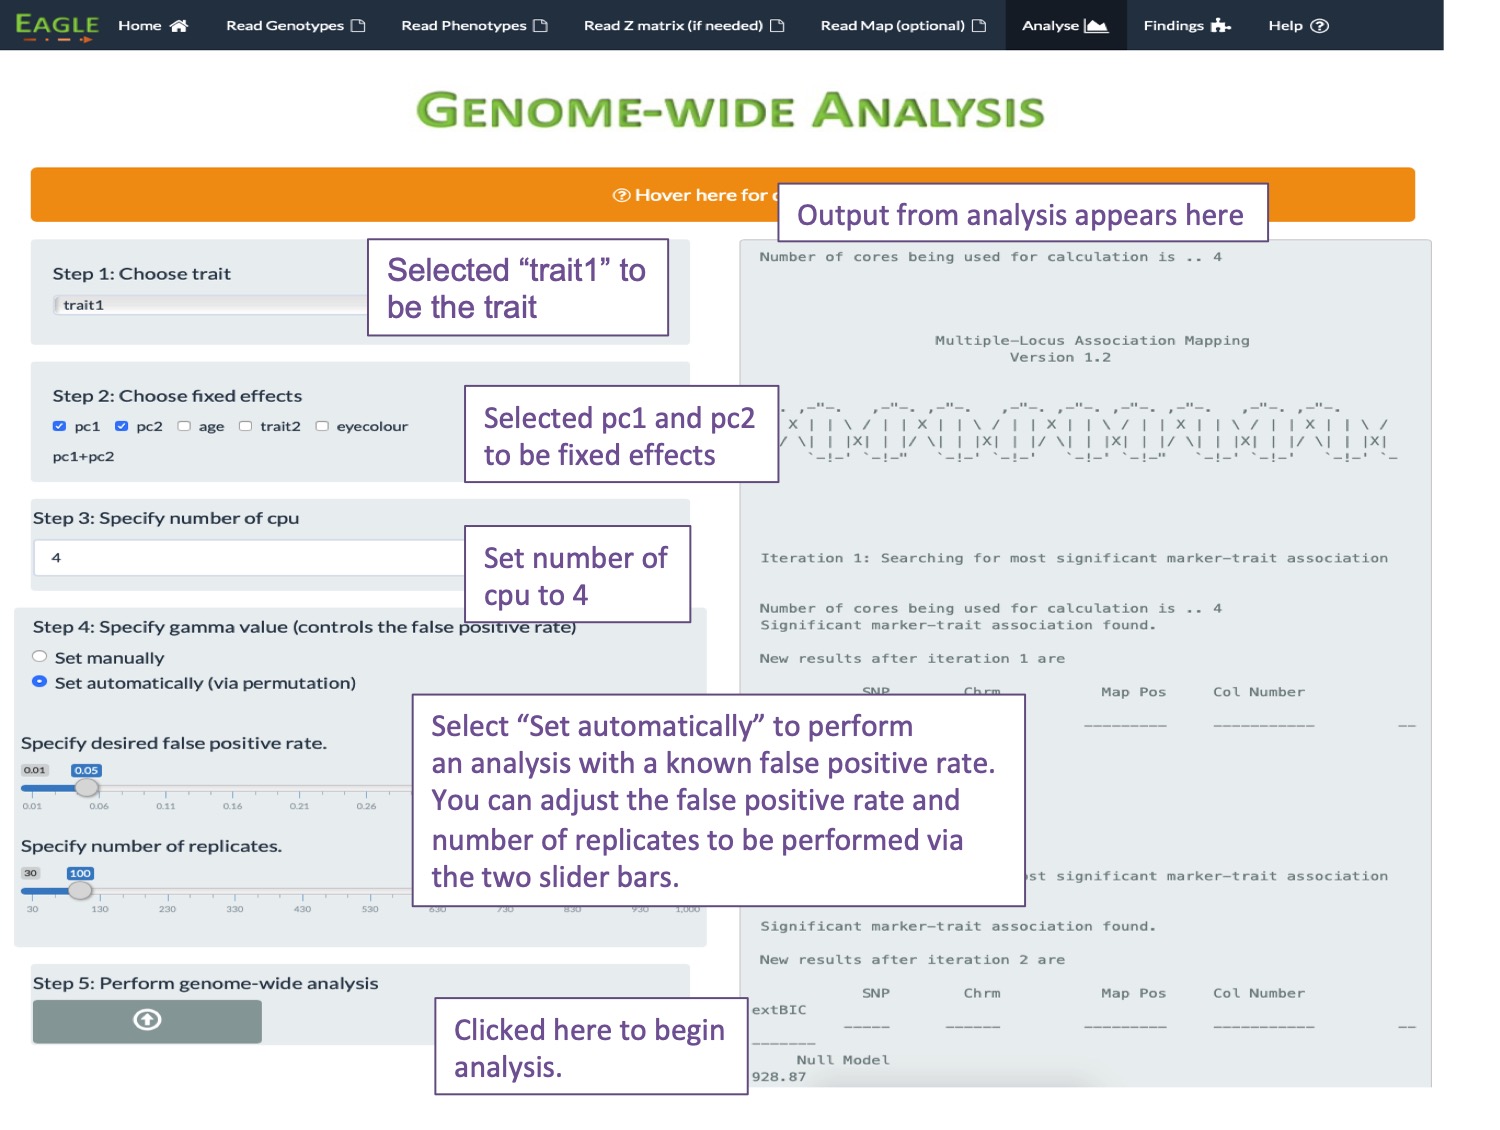 EAGLE Home Read Genotypes Read Phenotypes Read Z matrix (if needed) Read Map (optional) Analyse Findings Help
GENOME-WIDE ANALYSIS
Hover here for
Output from analysis appears here
Step 1: Choose trait
trait1
Selected “trait1” to
be the trait
Step 2: Choose fixed effects
pc1 pc2 age trait2 eyecolour
pc1+pc2
Selected pc1 and pc2
to be fixed effects
Step 3: Specify number of cpu
4
Set number of
cpu to 4
Step 4: Specify gamma value (controls the false positive rate)
Set manually
Set automatically (via permutation)
Specify desired false positive rate.
0.01 0.05
0.01 0.06 0.11 0.16 0.21 0.26
Specify number of replicates.
30 100
30 130 230 330 430 530 630 730 830 930 1,000
Select “Set automatically” to perform
an analysis with a known false positive rate.
You can adjust the false positive rate and
number of replicates to be performed via
the two slider bars.
Step 5: Perform genome-wide analysis
Clicked here to begin
analysis.
Number of cores being used for calculation is .. 4
Multiple-Locus Association Mapping
Version 1.2
Iteration 1: Searching for most significant marker-trait association
Number of cores being used for calculation is .. 4
Significant marker-trait association found.
New results after iteration 1 are
SNP Chrm Map Pos Col Number
significant marker-trait association
Significant marker-trait association found.
New results after iteration 2 are
SNP Chrm Map Pos Col Number
extBIC
Null Model
928.87